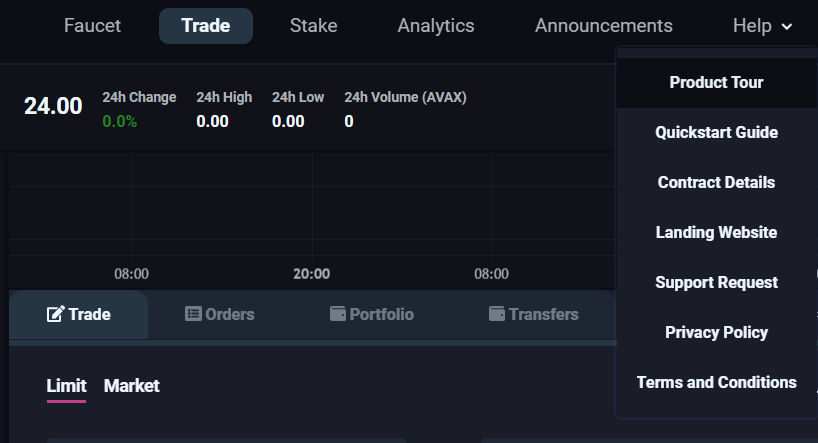 Faucet Trade Stake Analytics Announcements Help
24.00 24h Change 24h High 24h Low 24h Volume (AVAX)
0.0% 0.00 0.00 0
Product Tour
Quickstart Guide
Contract Details
Landing Website
Support Request
Privacy Policy
Terms and Conditions
08:00 20:00 08:00
Trade Orders Portfolio Transfers
Limit Market